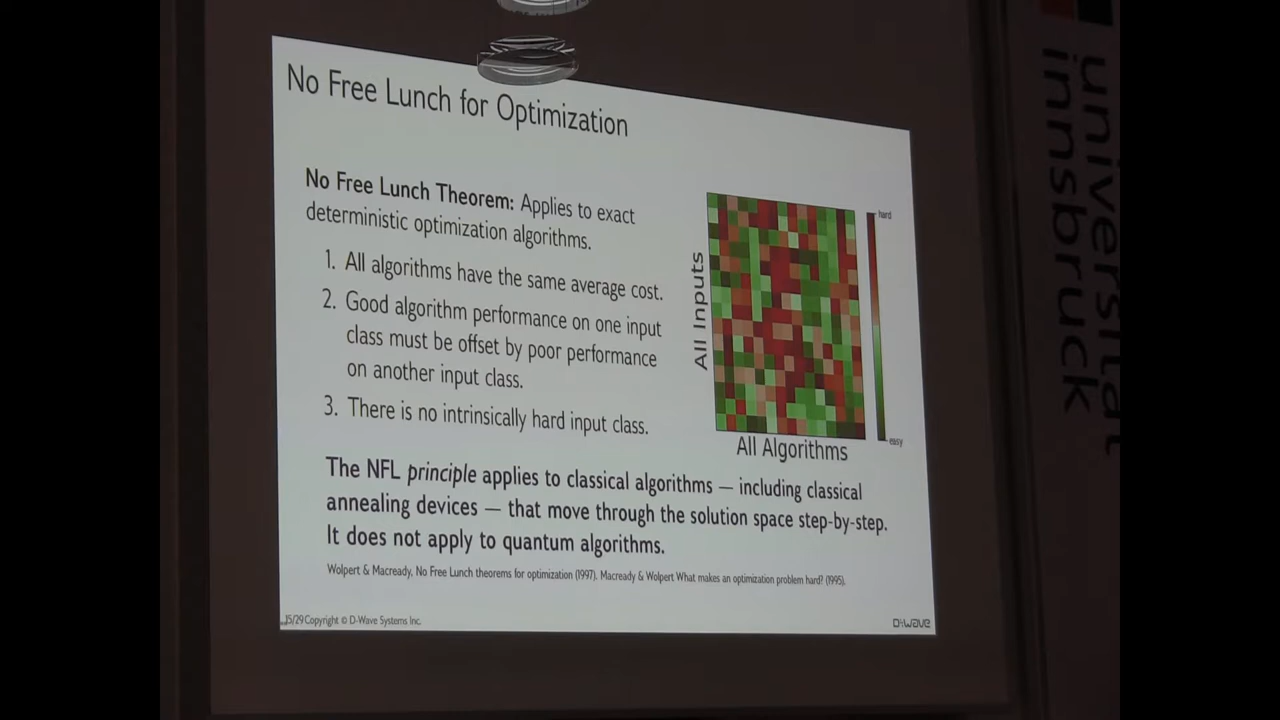 No Free Lunch for Optimization
No Free Lunch Theorem: Applies to exact
deterministic optimization algorithms.
1. All algorithms have the same average cost.
2. Good algorithm performance on one input
class must be offset by poor performance
on another input class.
3. There is no intrinsically hard input class.
All Inputs
hard
easy
All Algorithms
The NFL principle applies to classical algorithms — including classical
annealing devices — that move through the solution space step-by-step.
It does not apply to quantum algorithms.
Wolpert & Macready, No Free Lunch theorems for optimization (1997). Macready & Wolpert What makes an optimization problem hard? (1995).
15/29 Copyright © D-Wave Systems Inc.
D:wave
universität
innsbruck